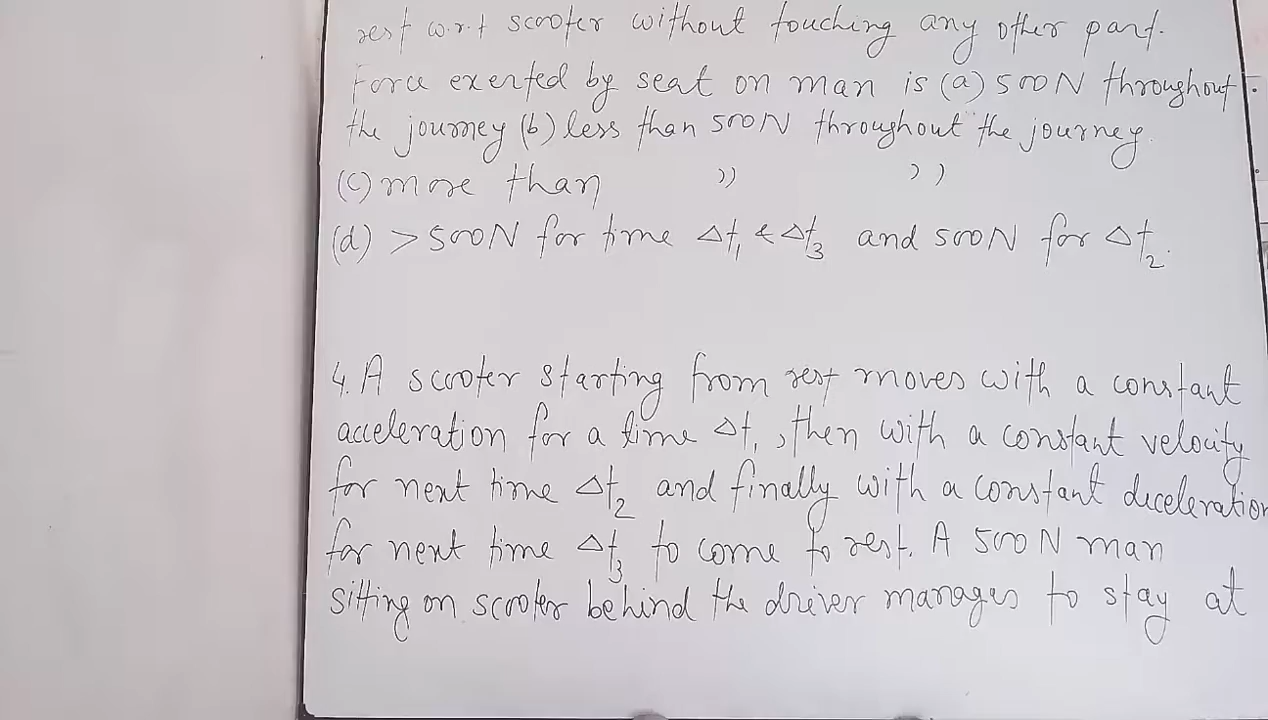 rest w.r.t scooter without touching any other part.
Force exerted by seat on man is (a) 500N throughout
the journey (b) less than 500N throughout the journey.
(c) more than ,, ,,
(d) > 500N for time Δt₁ & Δt₃ and 500N for Δt₂.
4. A scooter starting from rest moves with a constant
acceleration for a time Δt₁, then with a constant velocity
for next time Δt₂ and finally with a constant deceleration
for next time Δt₃ to come to rest. A 500N man
sitting on scooter behind the driver manages to stay at